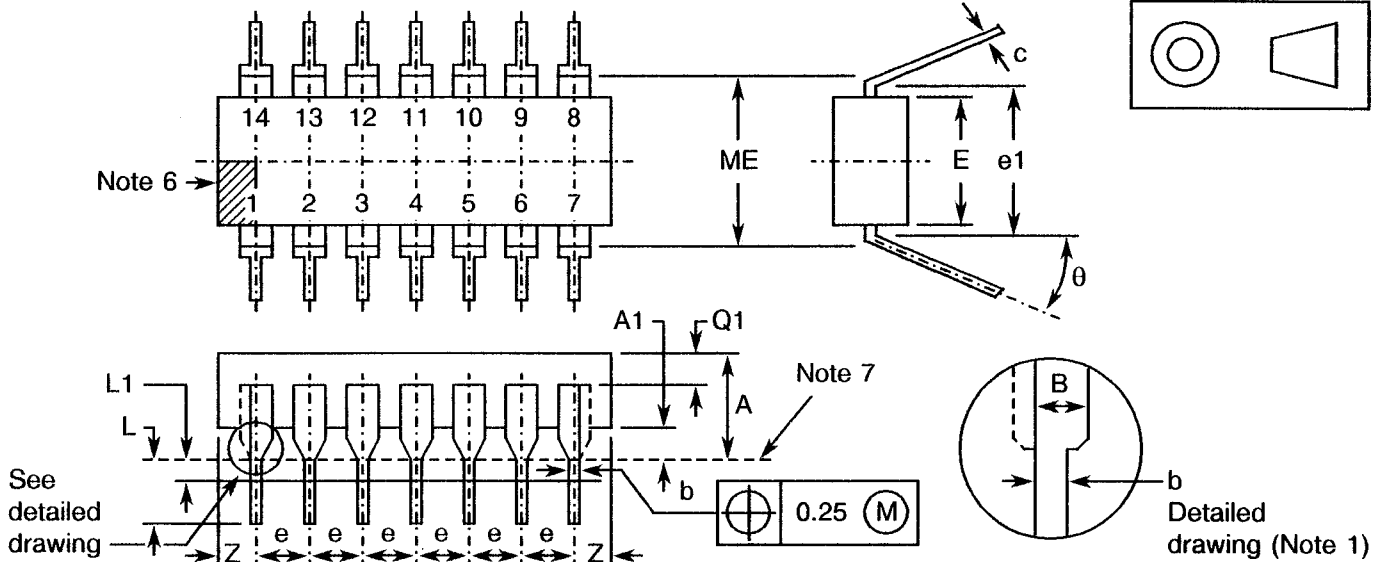 c
14 13 12 11 10 9 8
ME
E
e1
Note 6
1 2 3 4 5 6 7
θ
A1
Q1
L1
Note 7
A
B
L
See
detailed
drawing
b
0.25 M
b
Detailed
drawing (Note 1)
Z e e e e e e Z